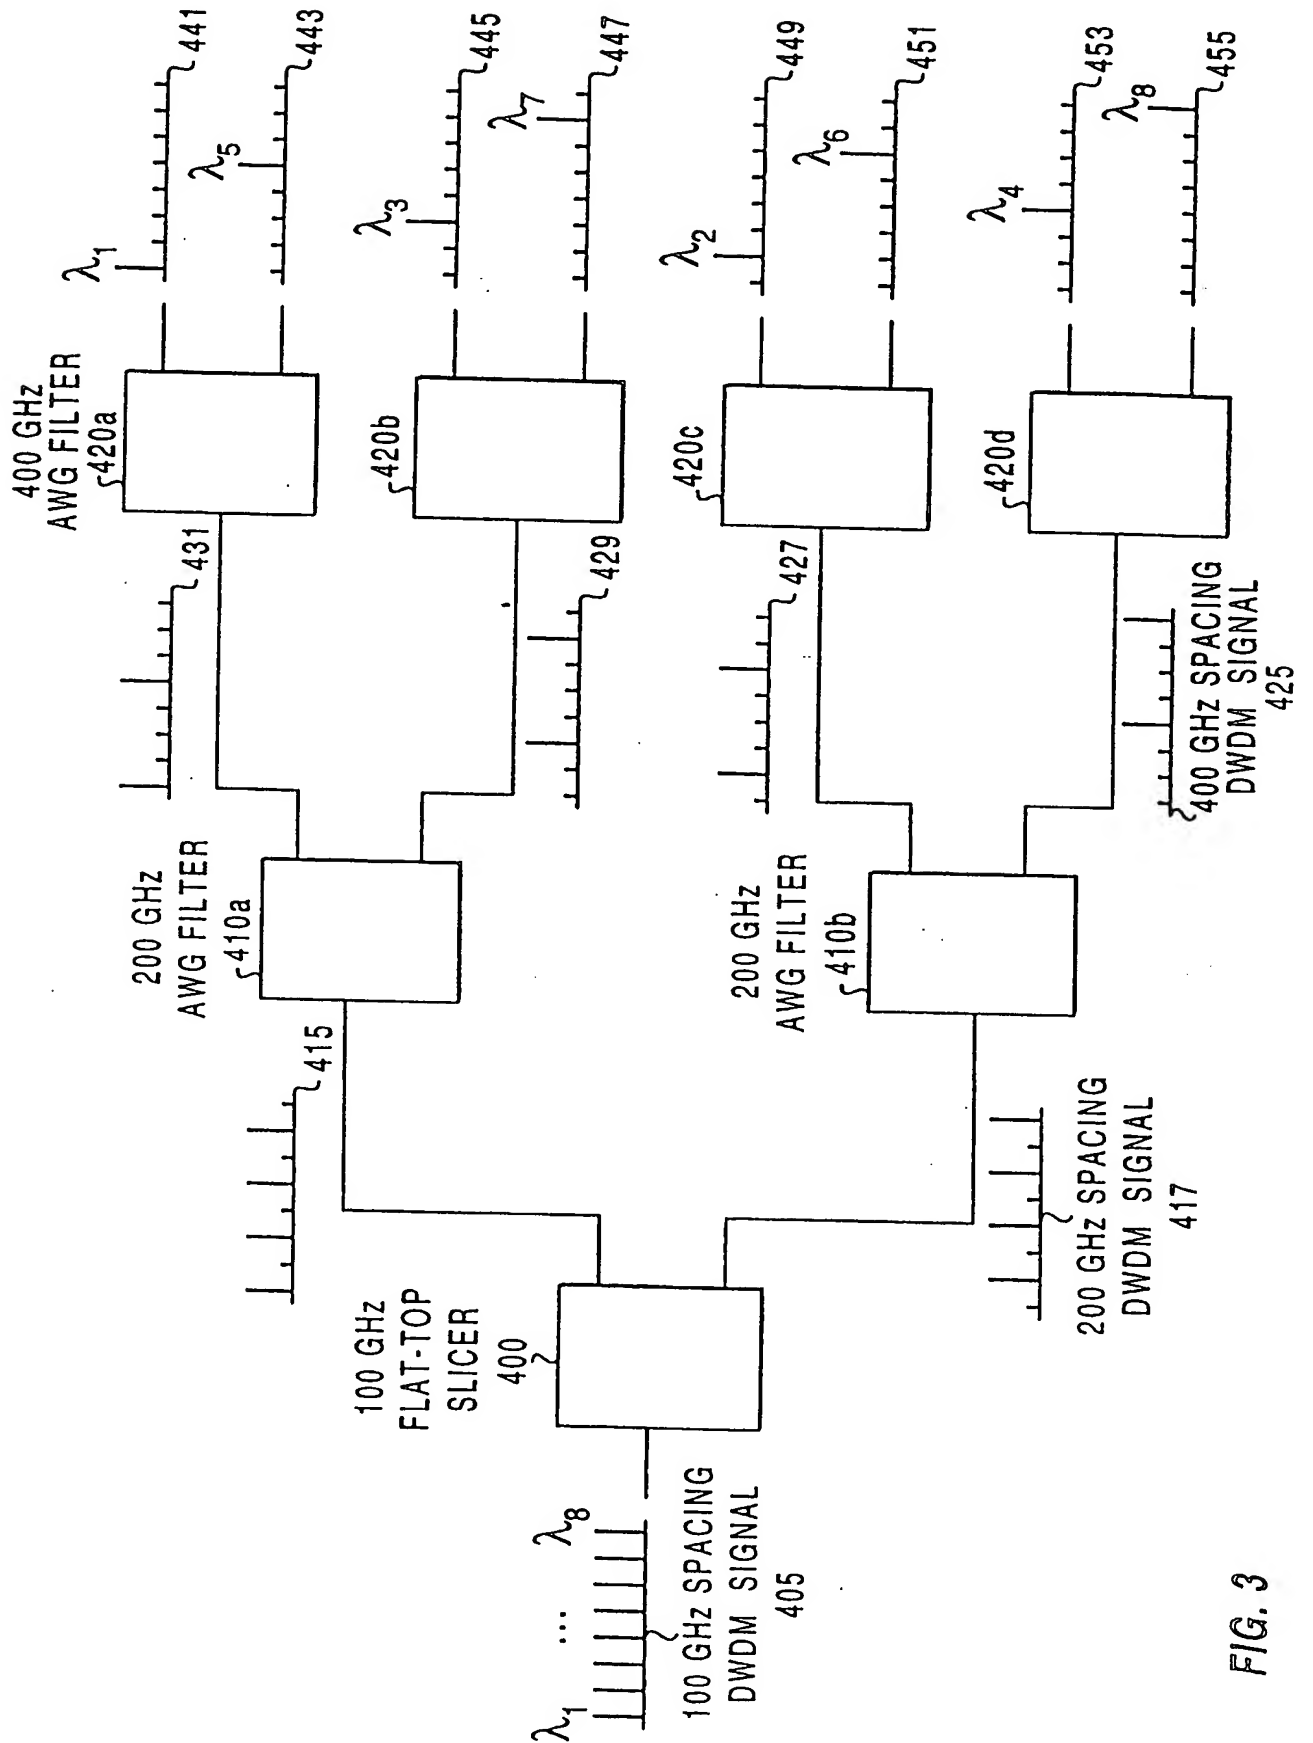 λ1
...
λ8
100 GHz SPACING
DWDM SIGNAL
405
100 GHz
FLAT-TOP
SLICER
400
415
200 GHz SPACING
DWDM SIGNAL
417
200 GHz
AWG FILTER
410a
200 GHz
AWG FILTER
410b
431
429
427
400 GHz SPACING
DWDM SIGNAL
425
400 GHz
AWG FILTER
420a
420b
420c
420d
λ1
441
λ5
443
λ3
445
λ7
447
λ2
449
λ6
451
λ4
453
λ8
455
FIG. 3